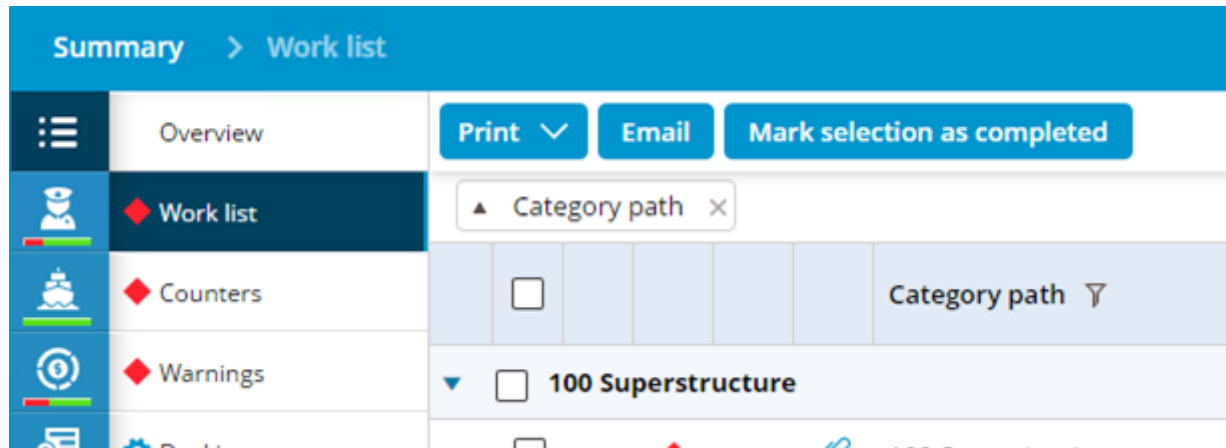 Summary > Work list
Overview
Work list
Counters
Warnings
Print Email Mark selection as completed
Category path ×
Category path
100 Superstructure